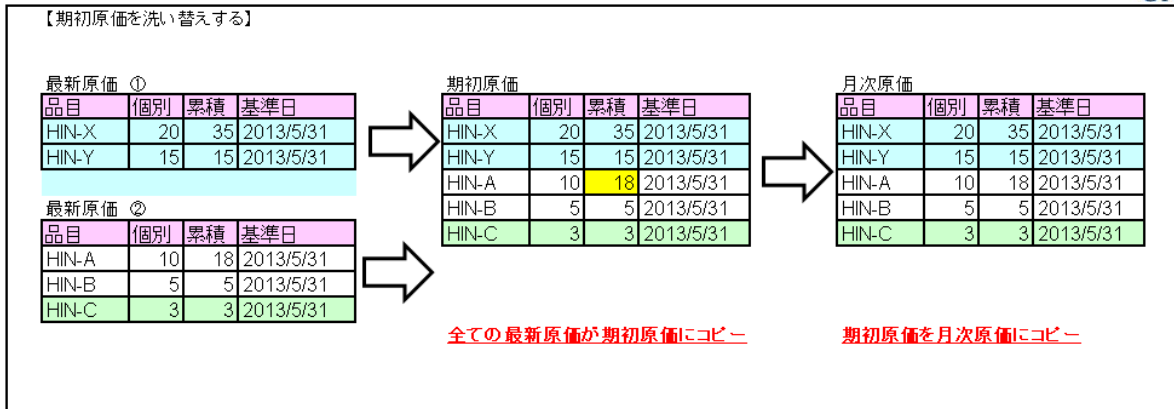 【期初原価を洗い替えする】
最新原価 ①
品目 個別 累積 基準日
HIN-X 20 35 2013/5/31
HIN-Y 15 15 2013/5/31
最新原価 ②
品目 個別 累積 基準日
HIN-A 10 18 2013/5/31
HIN-B 5 5 2013/5/31
HIN-C 3 3 2013/5/31
期初原価
品目 個別 累積 基準日
HIN-X 20 35 2013/5/31
HIN-Y 15 15 2013/5/31
HIN-A 10 18 2013/5/31
HIN-B 5 5 2013/5/31
HIN-C 3 3 2013/5/31
全ての最新原価が期初原価にコピー
月次原価
品目 個別 累積 基準日
HIN-X 20 35 2013/5/31
HIN-Y 15 15 2013/5/31
HIN-A 10 18 2013/5/31
HIN-B 5 5 2013/5/31
HIN-C 3 3 2013/5/31
期初原価を月次原価にコピー